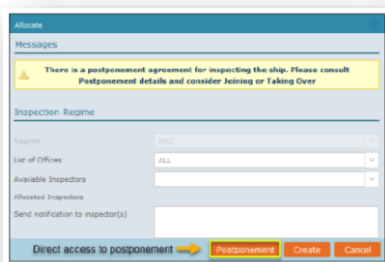 Allocate
Messages
There is a postponement agreement for inspecting the ship. Please consult
Postponement details and consider Joining or Taking Over
Inspection Regime
Regime
PSC
List of Offices
ALL
Available Inspectors
Allocated Inspectors
Send notification to inspector(s)
Direct access to postponement
Postponement
Create
Cancel